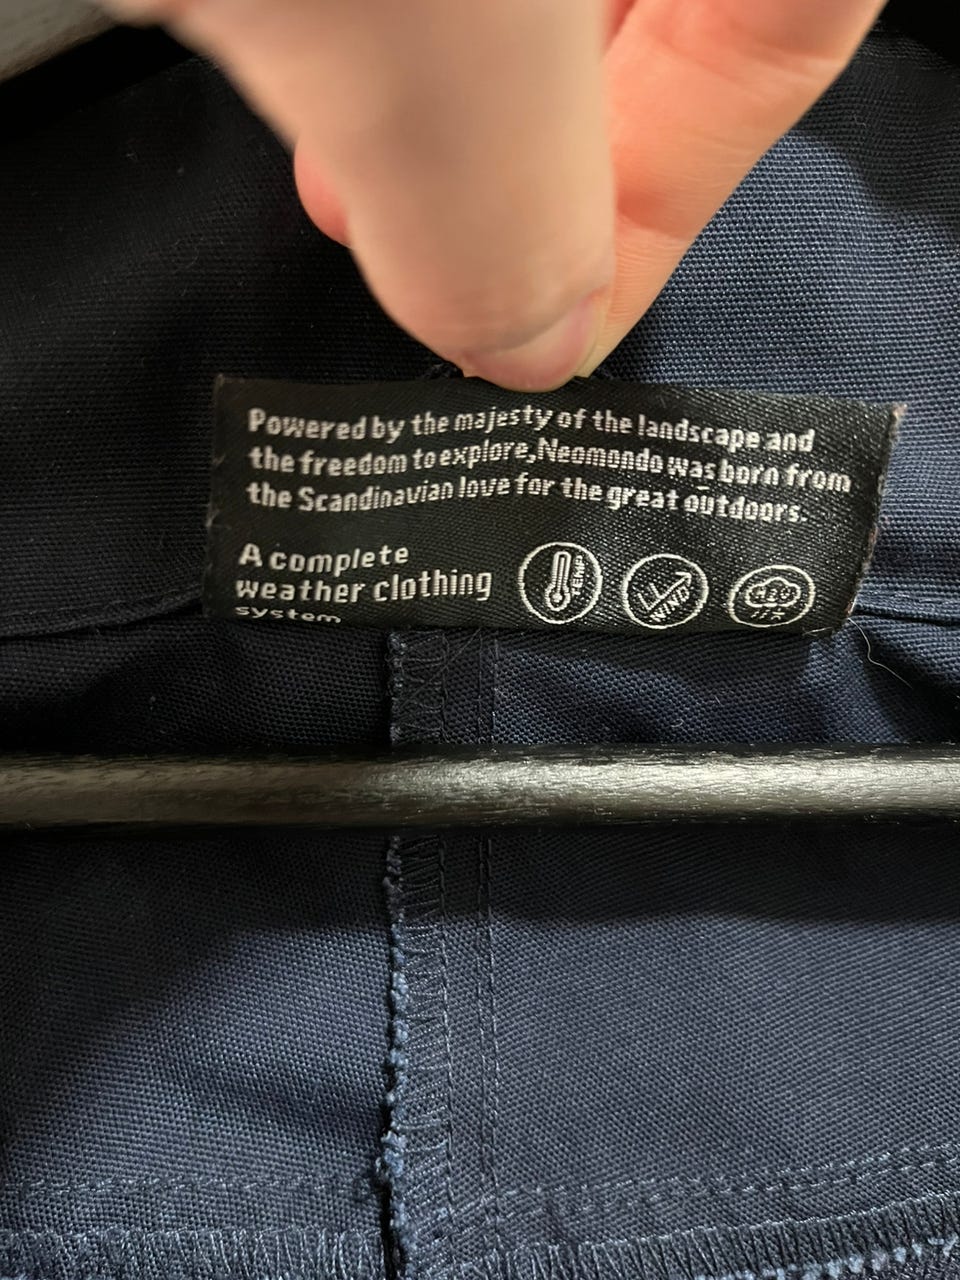 Powered by the majesty of the landscape and
the freedom to explore, Neomondo was born from
the Scandinavian love for the great outdoors.
A complete
weather clothing
system
TEMP
WIND